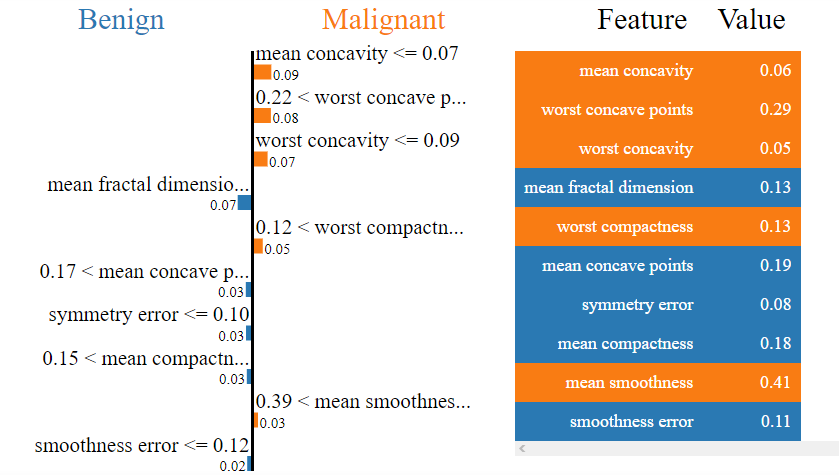 Benign Malignant
mean concavity <= 0.07
0.09
0.22 < worst concave p...
0.08
worst concavity <= 0.09
0.07
mean fractal dimensio...
0.07
0.12 < worst compactn...
0.05
0.17 < mean concave p...
0.03
symmetry error <= 0.10
0.03
0.15 < mean compactn...
0.03
0.39 < mean smoothnes...
0.03
smoothness error <= 0.12
0.02
Feature Value
mean concavity 0.06
worst concave points 0.29
worst concavity 0.05
mean fractal dimension 0.13
worst compactness 0.13
mean concave points 0.19
symmetry error 0.08
mean compactness 0.18
mean smoothness 0.41
smoothness error 0.11